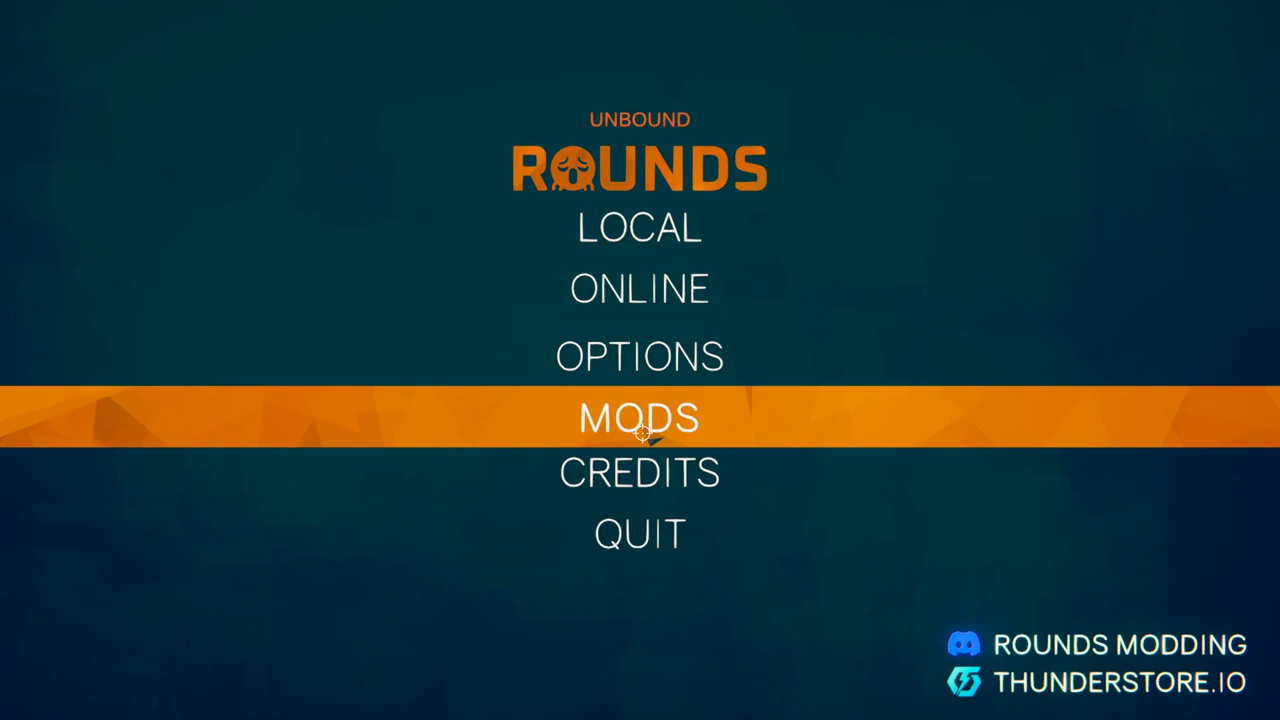 UNBOUND
ROUNDS
LOCAL
ONLINE
OPTIONS
MODS
CREDITS
QUIT
ROUNDS MODDING
THUNDERSTORE.IO